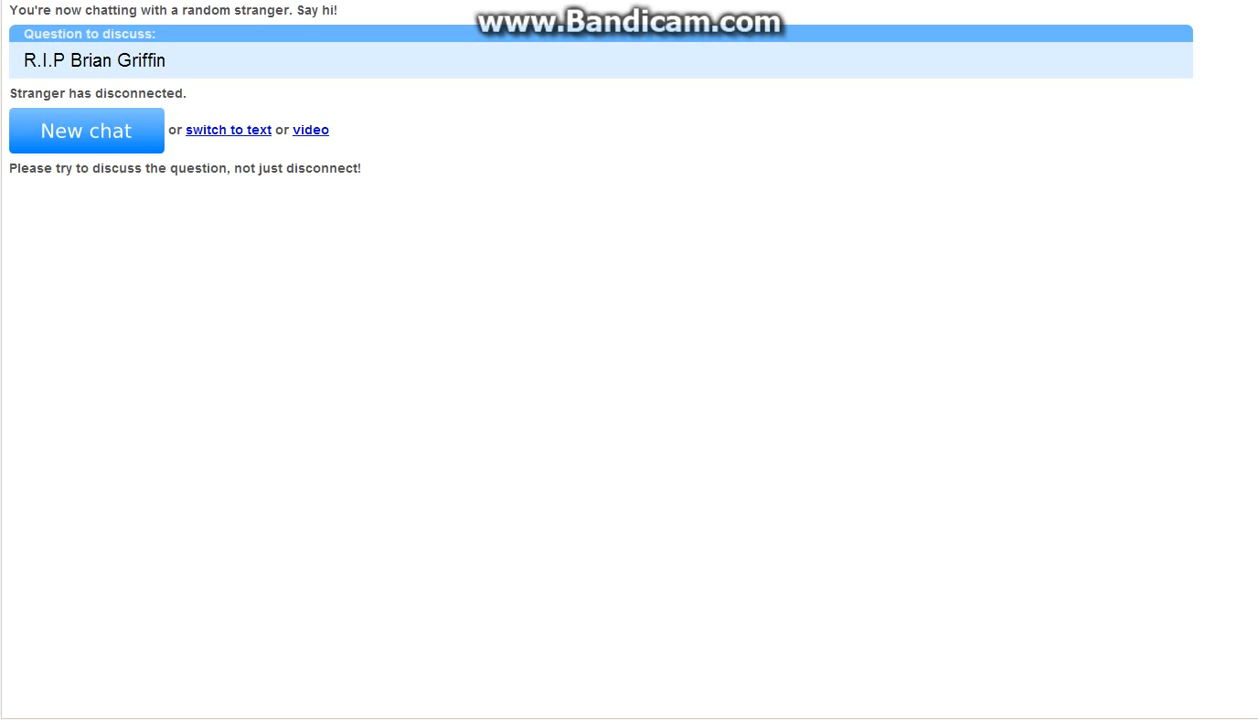 You're now chatting with a random stranger. Say hi!
www.Bandicam.com
Question to discuss:
R.I.P Brian Griffin
Stranger has disconnected.
New chat or switch to text or video
Please try to discuss the question, not just disconnect!